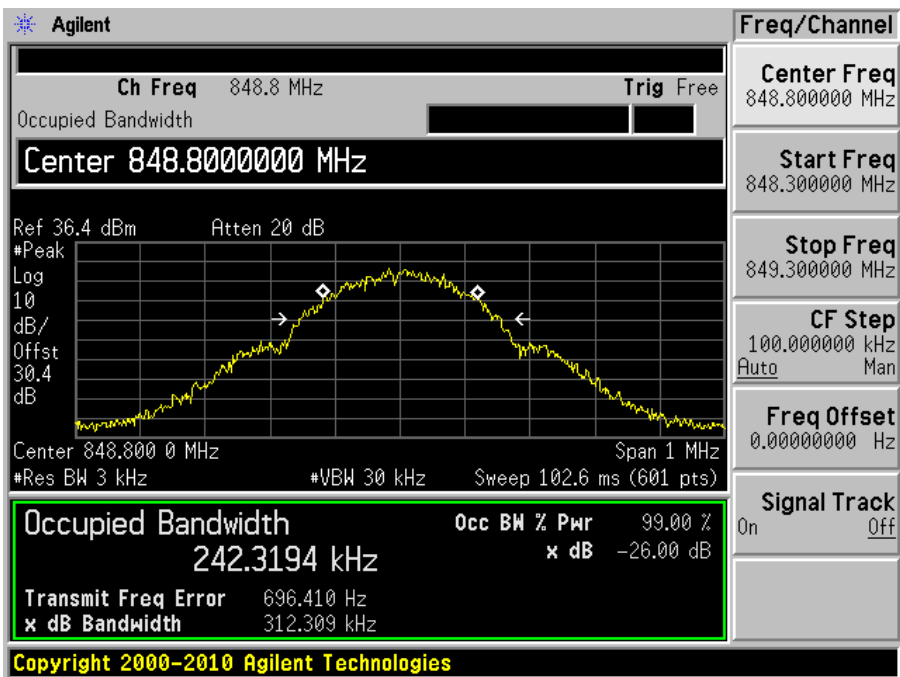 Agilent
Freq/Channel
Ch Freq 848.8 MHz Trig Free
Occupied Bandwidth
Center 848.8000000 MHz
Ref 36.4 dBm Atten 20 dB
#Peak
Log
10
dB/
Offst
30.4
dB
Center 848.800 0 MHz Span 1 MHz
#Res BW 3 kHz #VBW 30 kHz Sweep 102.6 ms (601 pts)
Occupied Bandwidth Occ BW % Pwr 99.00 %
242.3194 kHz x dB -26.00 dB
Transmit Freq Error 696.410 Hz
x dB Bandwidth 312.309 kHz
Copyright 2000-2010 Agilent Technologies
Center Freq
848.800000 MHz
Start Freq
848.300000 MHz
Stop Freq
849.300000 MHz
CF Step
100.000000 kHz
Auto Man
Freq Offset
0.00000000 Hz
Signal Track
On Off